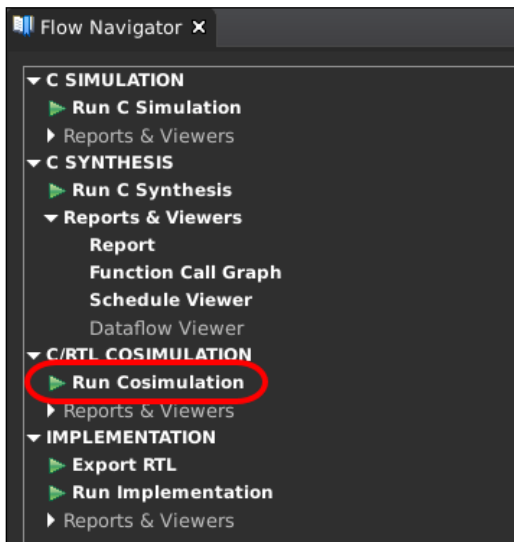 Flow Navigator
C SIMULATION
Run C Simulation
Reports & Viewers
C SYNTHESIS
Run C Synthesis
Reports & Viewers
Report
Function Call Graph
Schedule Viewer
Dataflow Viewer
C/RTL COSIMULATION
Run Cosimulation
Reports & Viewers
IMPLEMENTATION
Export RTL
Run Implementation
Reports & Viewers